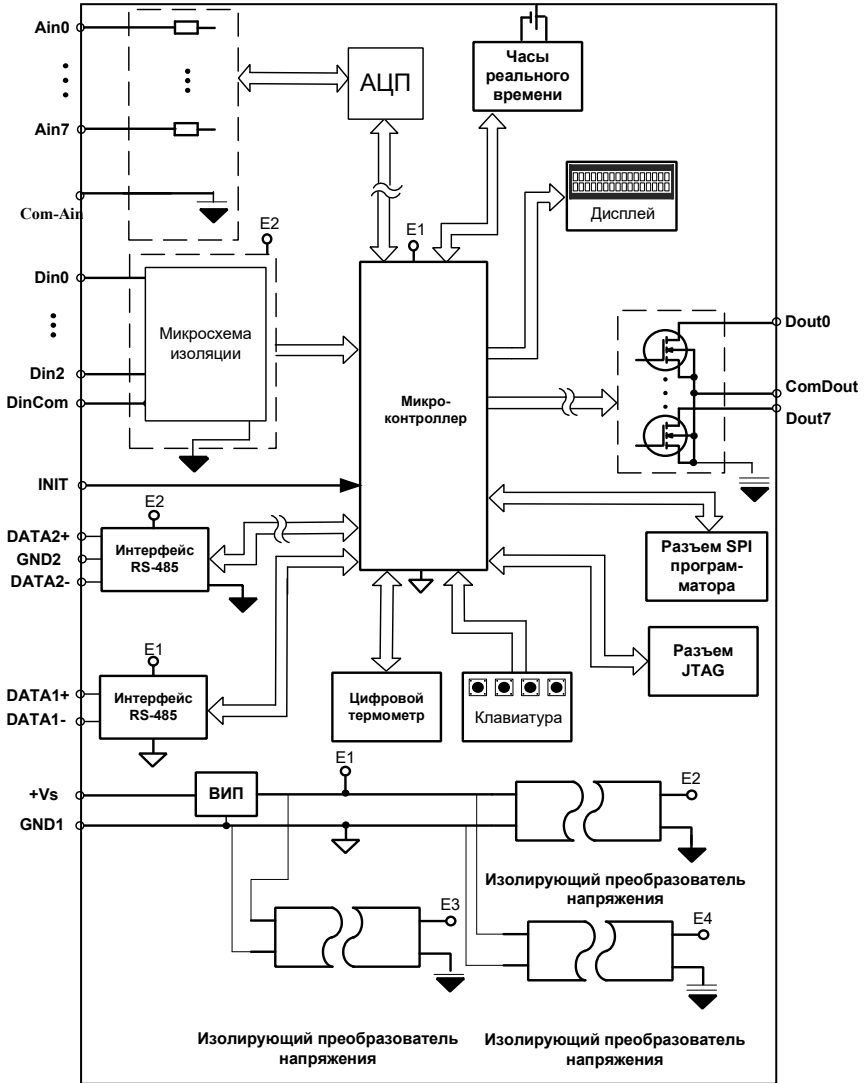 Ain0
Ain7
Com-Ain
АЦП
Часы
реального
времени
Дисплей
E2
E1
Din0
Din2
DinCom
Микросхема
изоляции
Микро-
контроллер
Dout0
ComDout
Dout7
INIT
E2
DATA2+
GND2
DATA2-
Интерфейс
RS-485
Разъем SPI
програм-
матора
E1
DATA1+
DATA1-
Интерфейс
RS-485
Цифровой
термометр
Клавиатура
Разъем
JTAG
+Vs
GND1
ВИП
E1
E2
Изолирующий преобразователь
напряжения
E3
E4
Изолирующий преобразователь
напряжения
Изолирующий преобразователь
напряжения